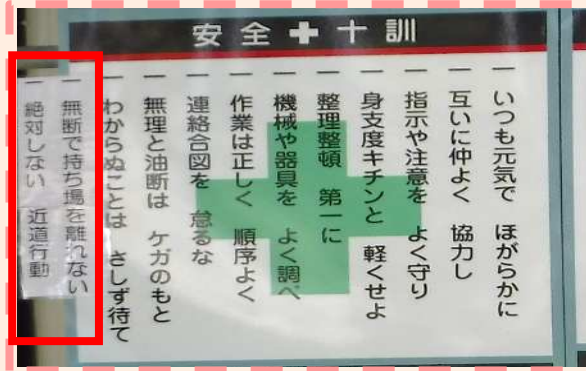 安全十訓
一 いつも元気で ほがらかに
一 互いに仲よく 協力し
一 指示や注意を よく守り
一 身支度キチンと 軽くせよ
一 整理整頓 第一に
一 機械や器具を よく調べ
一 作業は正しく 順序よく
一 連絡合図を 怠るな
一 無理と油断は ケガのもと
一 わからぬことは さしず待て
一 無断で持ち場を離れない
一 絶対しない 近道行動